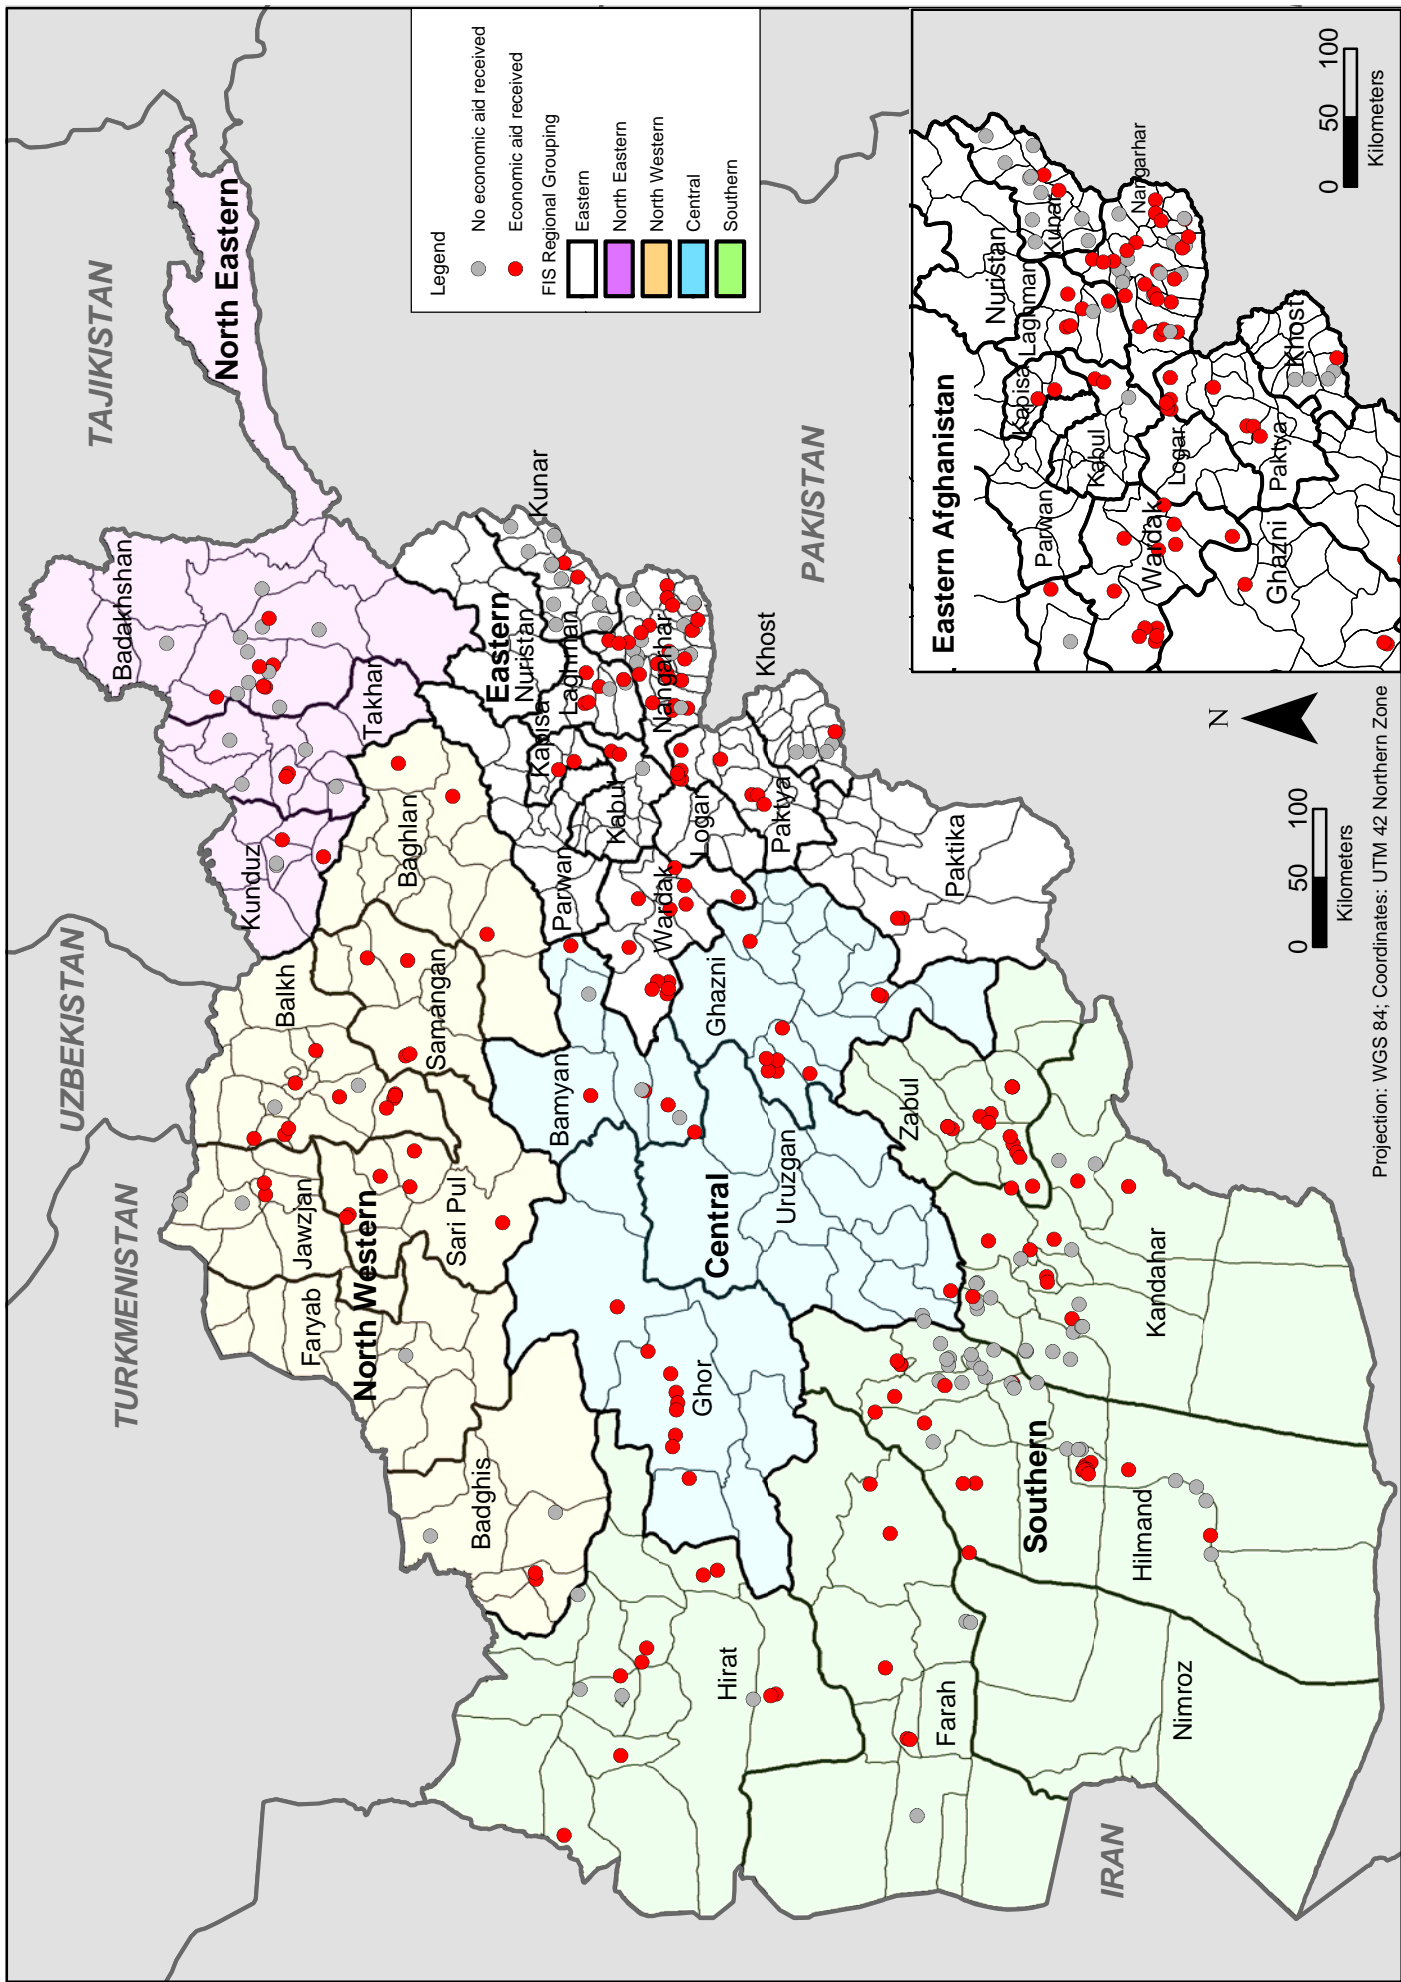 TAJIKISTAN
UZBEKISTAN
TURKMENISTAN
PAKISTAN
IRAN
North Eastern
North Western
Eastern
Central
Southern
Badakhshan
Takhar
Kunduz
Baghlan
Balkh
Samangan
Jawzjan
Sari Pul
Faryab
Badghis
Kunar
Nuristan
Laghman
Kapisa
Nangarhar
Kabul
Parwan
Logar
Wardak
Khost
Paktya
Paktika
Bamyan
Ghazni
Uruzgan
Ghor
Zabul
Kandahar
Hilmand
Hirat
Farah
Nimroz
Legend
No economic aid received
Economic aid received
FIS Regional Grouping
Eastern
North Eastern
North Western
Central
Southern
Eastern Afghanistan
Nuristan
Kunar
Laghman
Kapisa
Nangarhar
Parwan
Kabul
Logar
Wardak
Khost
Paktya
Ghazni
0 50 100
Kilometers
N
0 50 100
Kilometers
Projection: WGS 84; Coordinates: UTM 42 Northern Zone